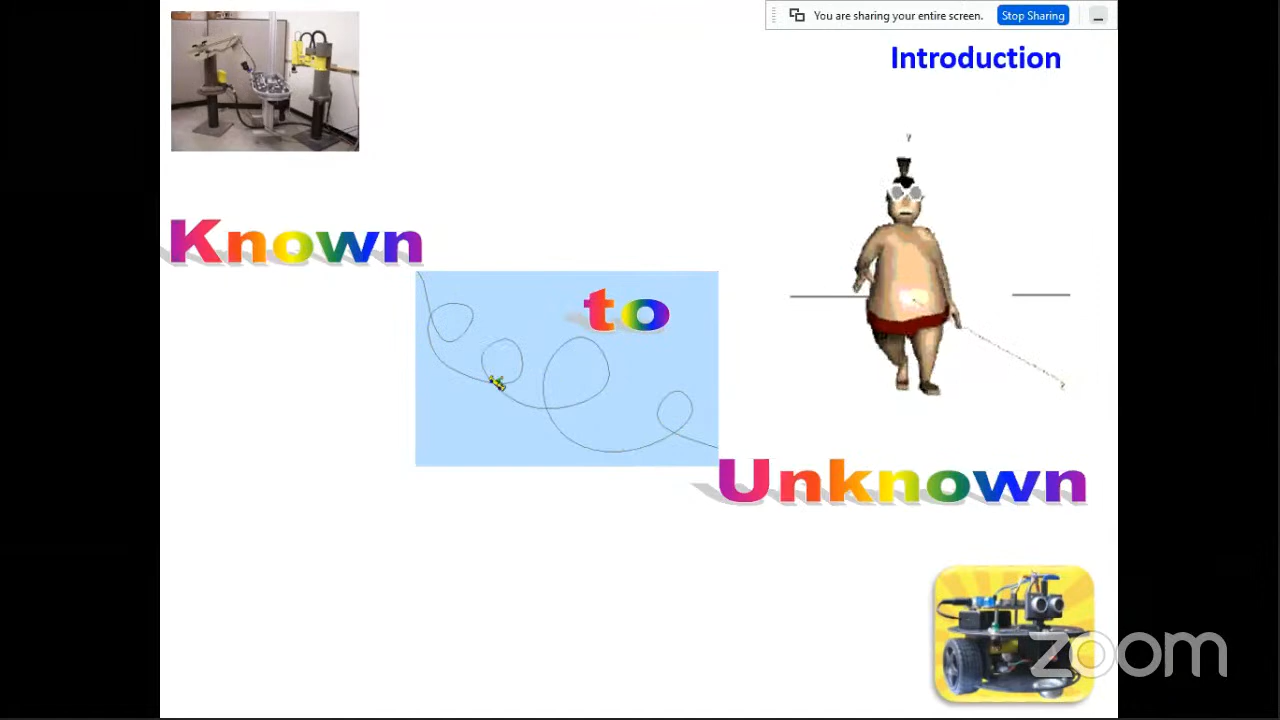 You are sharing your entire screen. Stop Sharing
Introduction
?
Known
to
?
Unknown
zoom